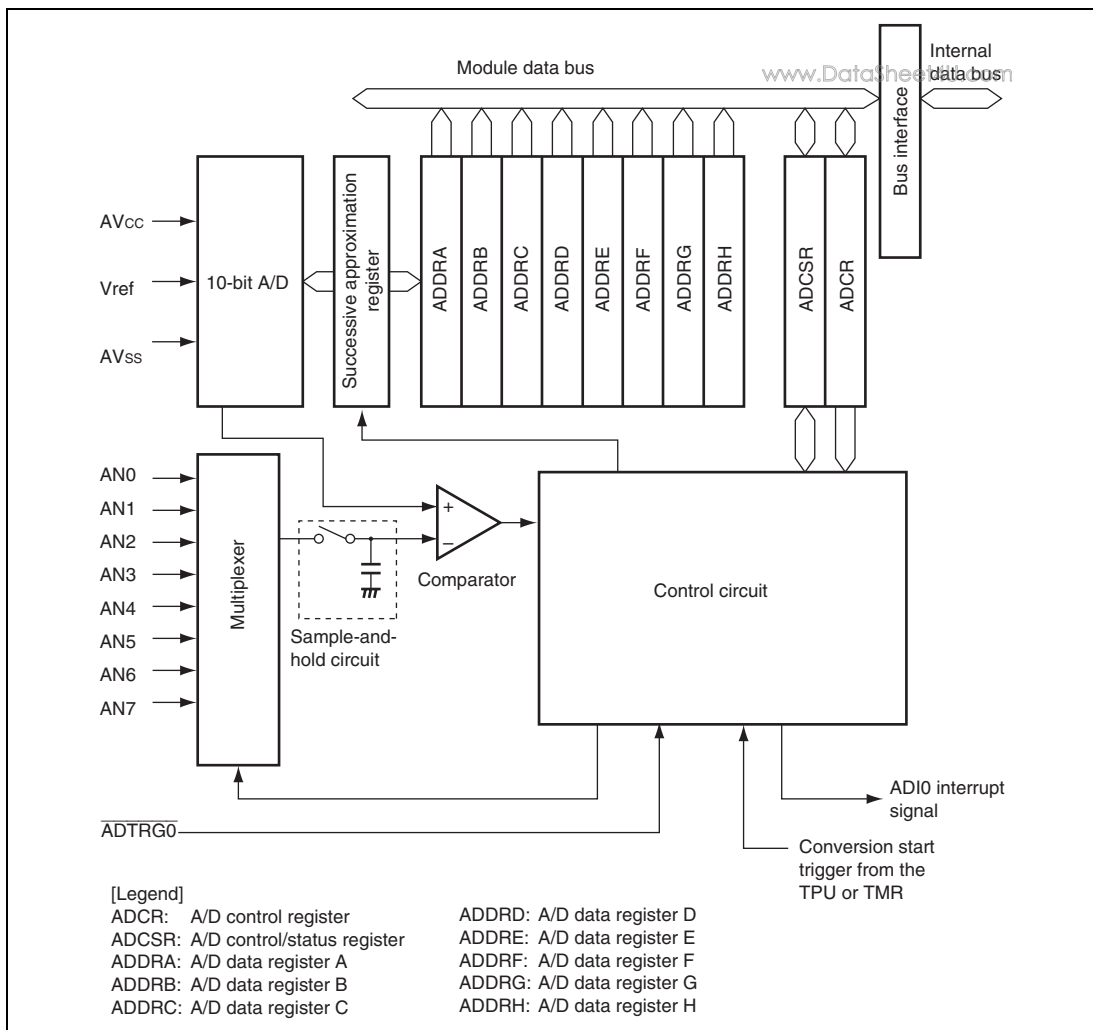 Module data bus
www.DataSheet4U.com
Internal
data bus
Bus interface
AVCC
Vref
AVSS
10-bit A/D
Successive approximation
register
ADDRA
ADDRB
ADDRC
ADDRD
ADDRE
ADDRF
ADDRG
ADDRH
ADCSR
ADCR
AN0
AN1
AN2
AN3
AN4
AN5
AN6
AN7
Multiplexer
+
−
Comparator
Sample-and-
hold circuit
Control circuit
ADI0 interrupt
signal
ADTRG0
Conversion start
trigger from the
TPU or TMR
[Legend]
ADCR: A/D control register
ADCSR: A/D control/status register
ADDRA: A/D data register A
ADDRB: A/D data register B
ADDRC: A/D data register C
ADDRD: A/D data register D
ADDRE: A/D data register E
ADDRF: A/D data register F
ADDRG: A/D data register G
ADDRH: A/D data register H